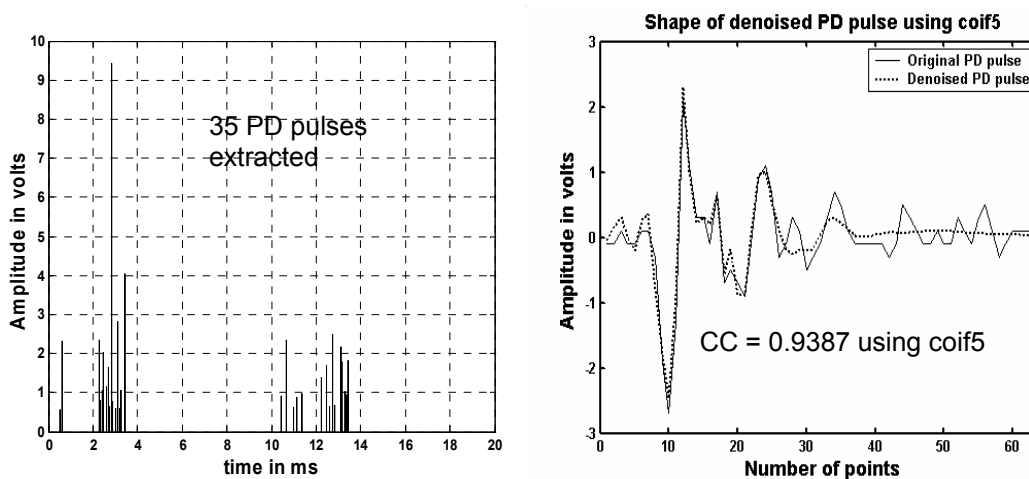 10
9
8
7
6
5
4
3
2
1
0
Amplitude in volts
35 PD pulses
extracted
0 2 4 6 8 10 12 14 16 18 20
time in ms
Shape of denoised PD pulse using coif5
3
2
1
0
-1
-2
-3
Amplitude in volts
Original PD pulse
Denoised PD pulse
CC = 0.9387 using coif5
0 10 20 30 40 50 60
Number of points